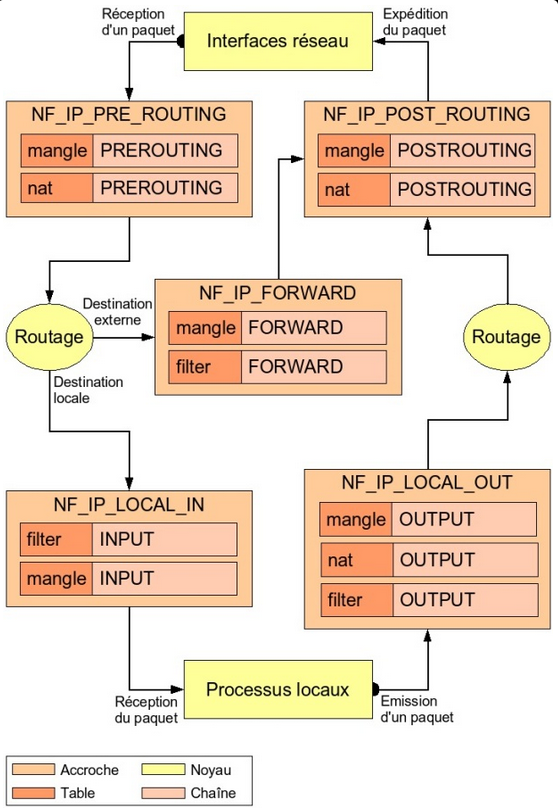 Réception
d'un paquet
Interfaces réseau
Expédition
du paquet
NF_IP_PRE_ROUTING
mangle PREROUTING
nat PREROUTING
NF_IP_POST_ROUTING
mangle POSTROUTING
nat POSTROUTING
Routage
Destination
externe
NF_IP_FORWARD
mangle FORWARD
filter FORWARD
Routage
Destination
locale
NF_IP_LOCAL_IN
filter INPUT
mangle INPUT
NF_IP_LOCAL_OUT
mangle OUTPUT
nat OUTPUT
filter OUTPUT
Réception
du paquet
Processus locaux
Emission
d'un paquet
Accroche
Noyau
Table
Chaîne